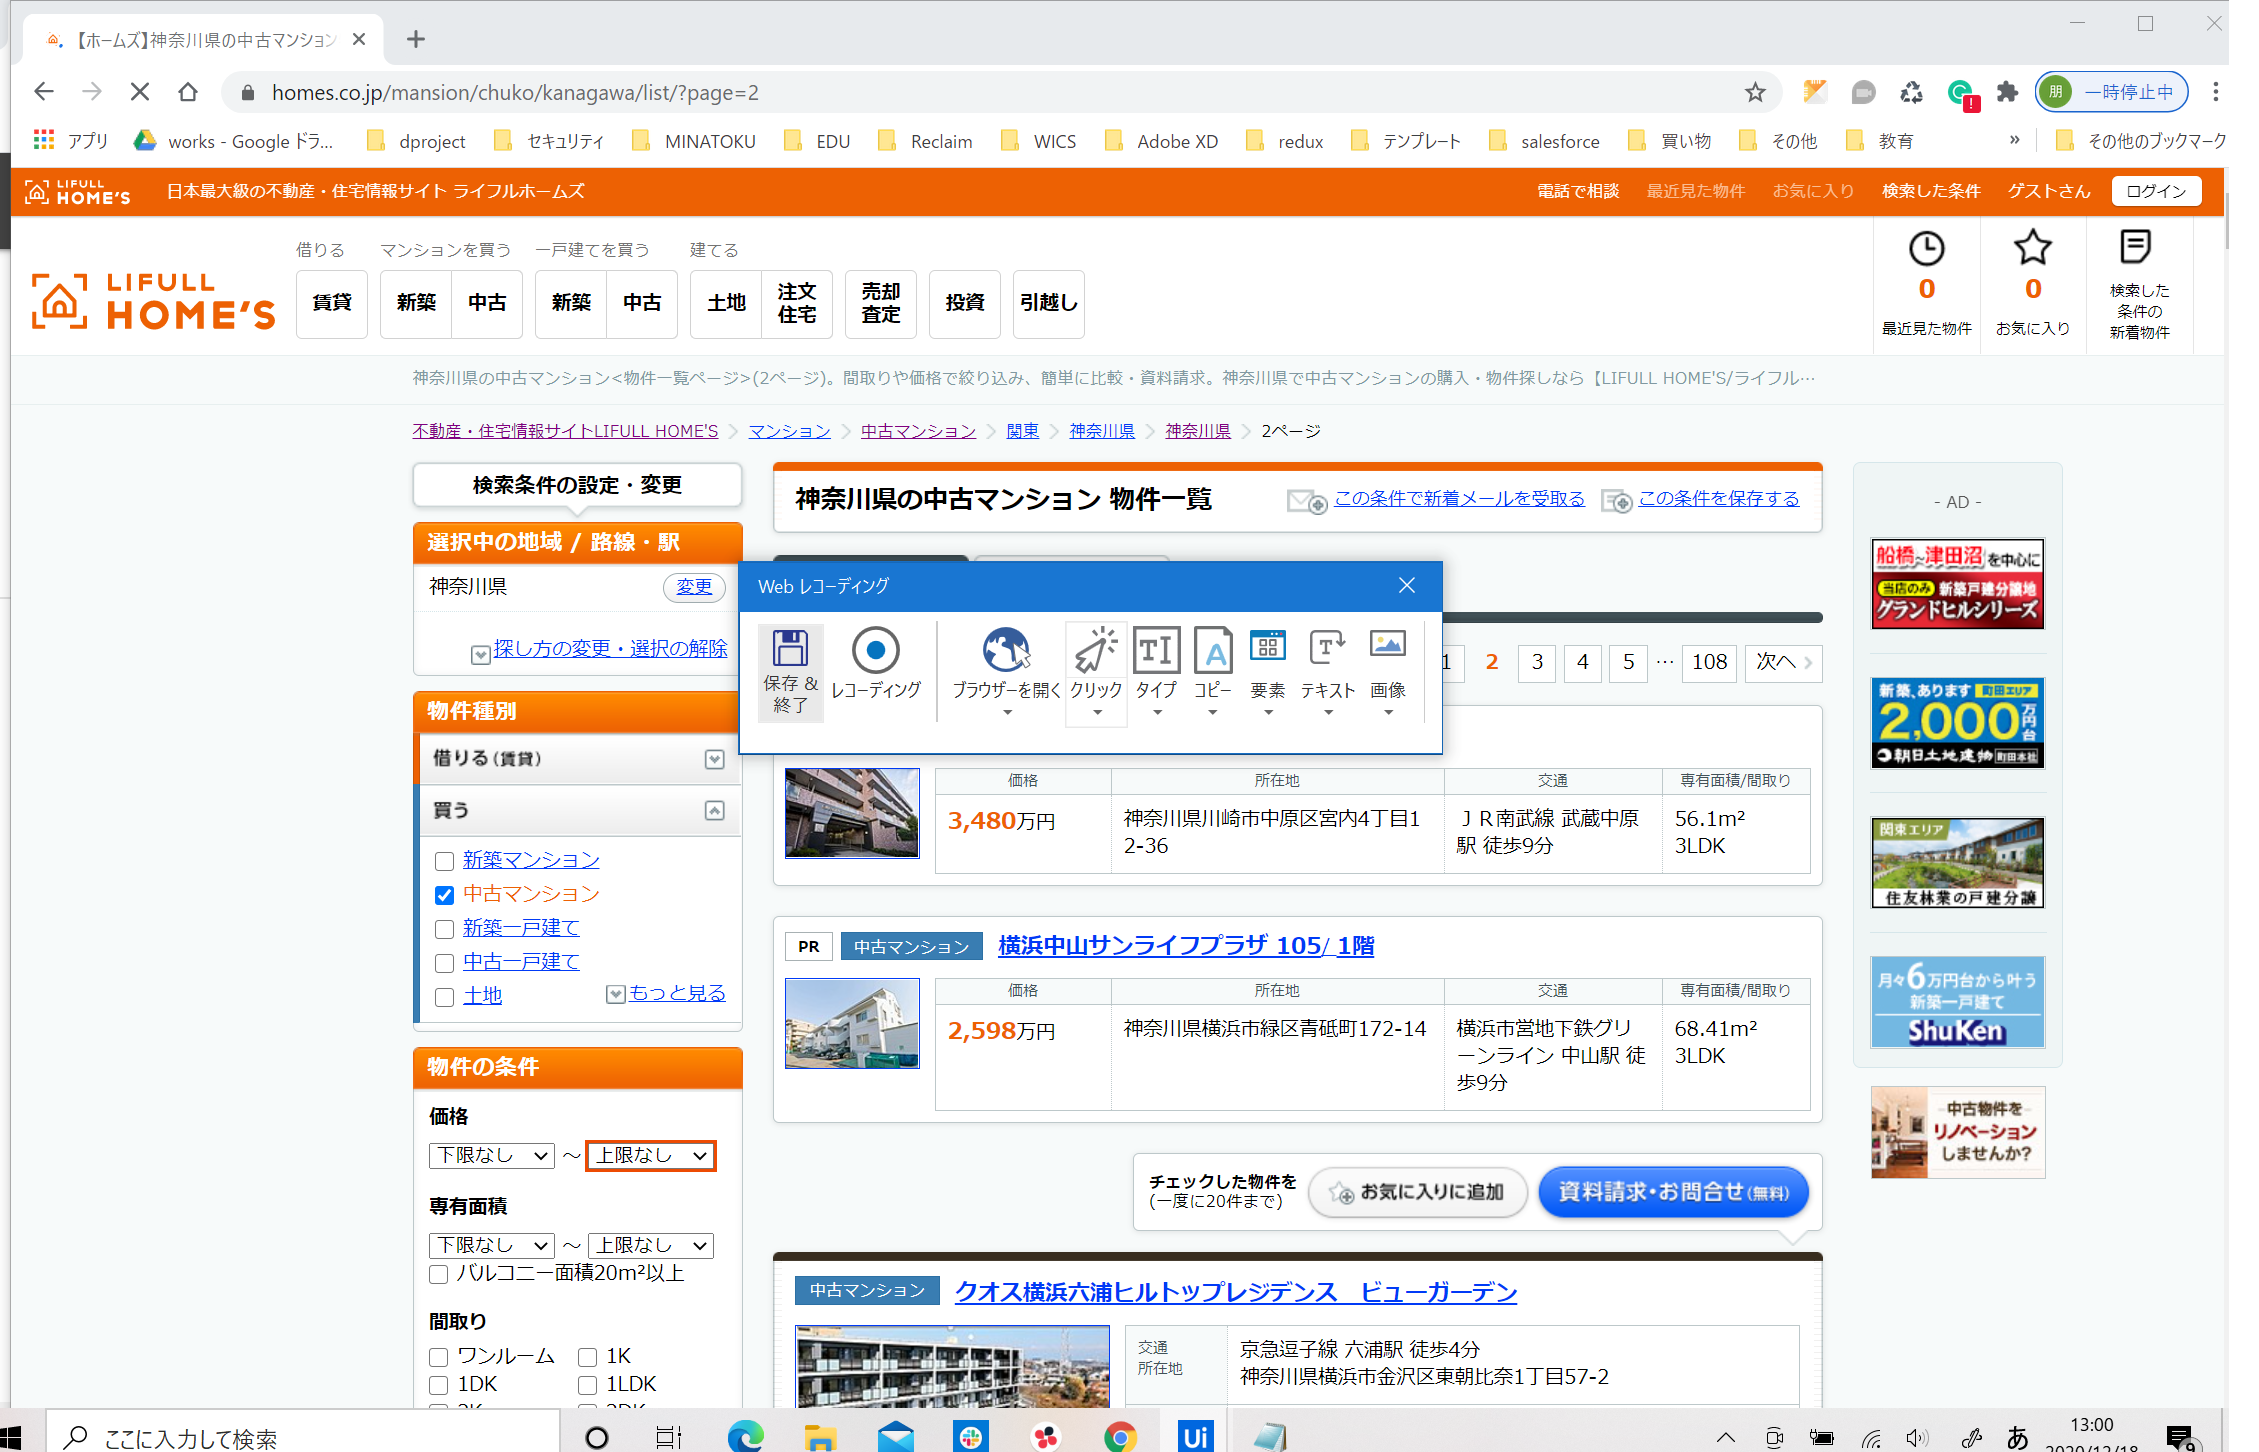 【ホームズ】神奈川県の中古マンション
homes.co.jp/mansion/chuko/kanagawa/list/?page=2
朋 一時停止中
アプリ works - Google ドラ... dproject セキュリティ MINATOKU EDU Reclaim WICS Adobe XD redux テンプレート salesforce 買い物 その他 教育 » その他のブックマーク
LIFULL HOME'S 日本最大級の不動産・住宅情報サイト ライフルホームズ 電話で相談 最近見た物件 お気に入り 検索した条件 ゲストさん ログイン
借りる マンションを買う 一戸建てを買う 建てる
LIFULL HOME'S
賃貸 新築 中古 新築 中古 土地 注文住宅 売却査定 投資 引越し
0 最近見た物件
0 お気に入り
検索した条件の新着物件
神奈川県の中古マンション<物件一覧ページ>(2ページ)。間取りや価格で絞り込み、簡単に比較・資料請求。神奈川県で中古マンションの購入・物件探しなら【LIFULL HOME'S/ライフル…
不動産・住宅情報サイトLIFULL HOME'S マンション 中古マンション 関東 神奈川県 神奈川県 2ページ
検索条件の設定・変更
選択中の地域 / 路線・駅
神奈川県 変更
探し方の変更・選択の解除
物件種別
借りる(賃貸)
買う
新築マンション
中古マンション
新築一戸建て
中古一戸建て
土地 もっと見る
物件の条件
価格
下限なし ～ 上限なし
専有面積
下限なし ～ 上限なし
バルコニー面積20m²以上
間取り
ワンルーム 1K
1DK 1LDK
神奈川県の中古マンション 物件一覧 この条件で新着メールを受取る この条件を保存する
Web レコーディング
保存 & 終了 レコーディング ブラウザーを開く クリック タイプ コピー 要素 テキスト 画像
1 2 3 4 5 … 108 次へ
価格 所在地 交通 専有面積/間取り
3,480万円 神奈川県川崎市中原区宮内4丁目1 ＪＲ南武線 武蔵中原 56.1m²
2-36 駅 徒歩9分 3LDK
PR 中古マンション 横浜中山サンライフプラザ 105/ 1階
価格 所在地 交通 専有面積/間取り
2,598万円 神奈川県横浜市緑区青砥町172-14 横浜市営地下鉄グリ 68.41m²
ーンライン 中山駅 徒 3LDK
歩9分
チェックした物件を
(一度に20件まで)
お気に入りに追加 資料請求・お問合せ(無料)
中古マンション クオス横浜六浦ヒルトップレジデンス　ビューガーデン
交通 京急逗子線 六浦駅 徒歩4分
所在地 神奈川県横浜市金沢区東朝比奈1丁目57-2
- AD -
船橋~津田沼を中心に
当店のみ 新築戸建分譲地
グランドヒルシリーズ
新築、あります 町田エリア
2,000万円台
朝日土地建物 町田本社
関東エリア
住友林業の戸建分譲
月々6万円台から叶う
新築一戸建て
ShuKen
中古物件を
リノベーション
しませんか?
ここに入力して検索
Ui
あ
13:00
2020/12/18